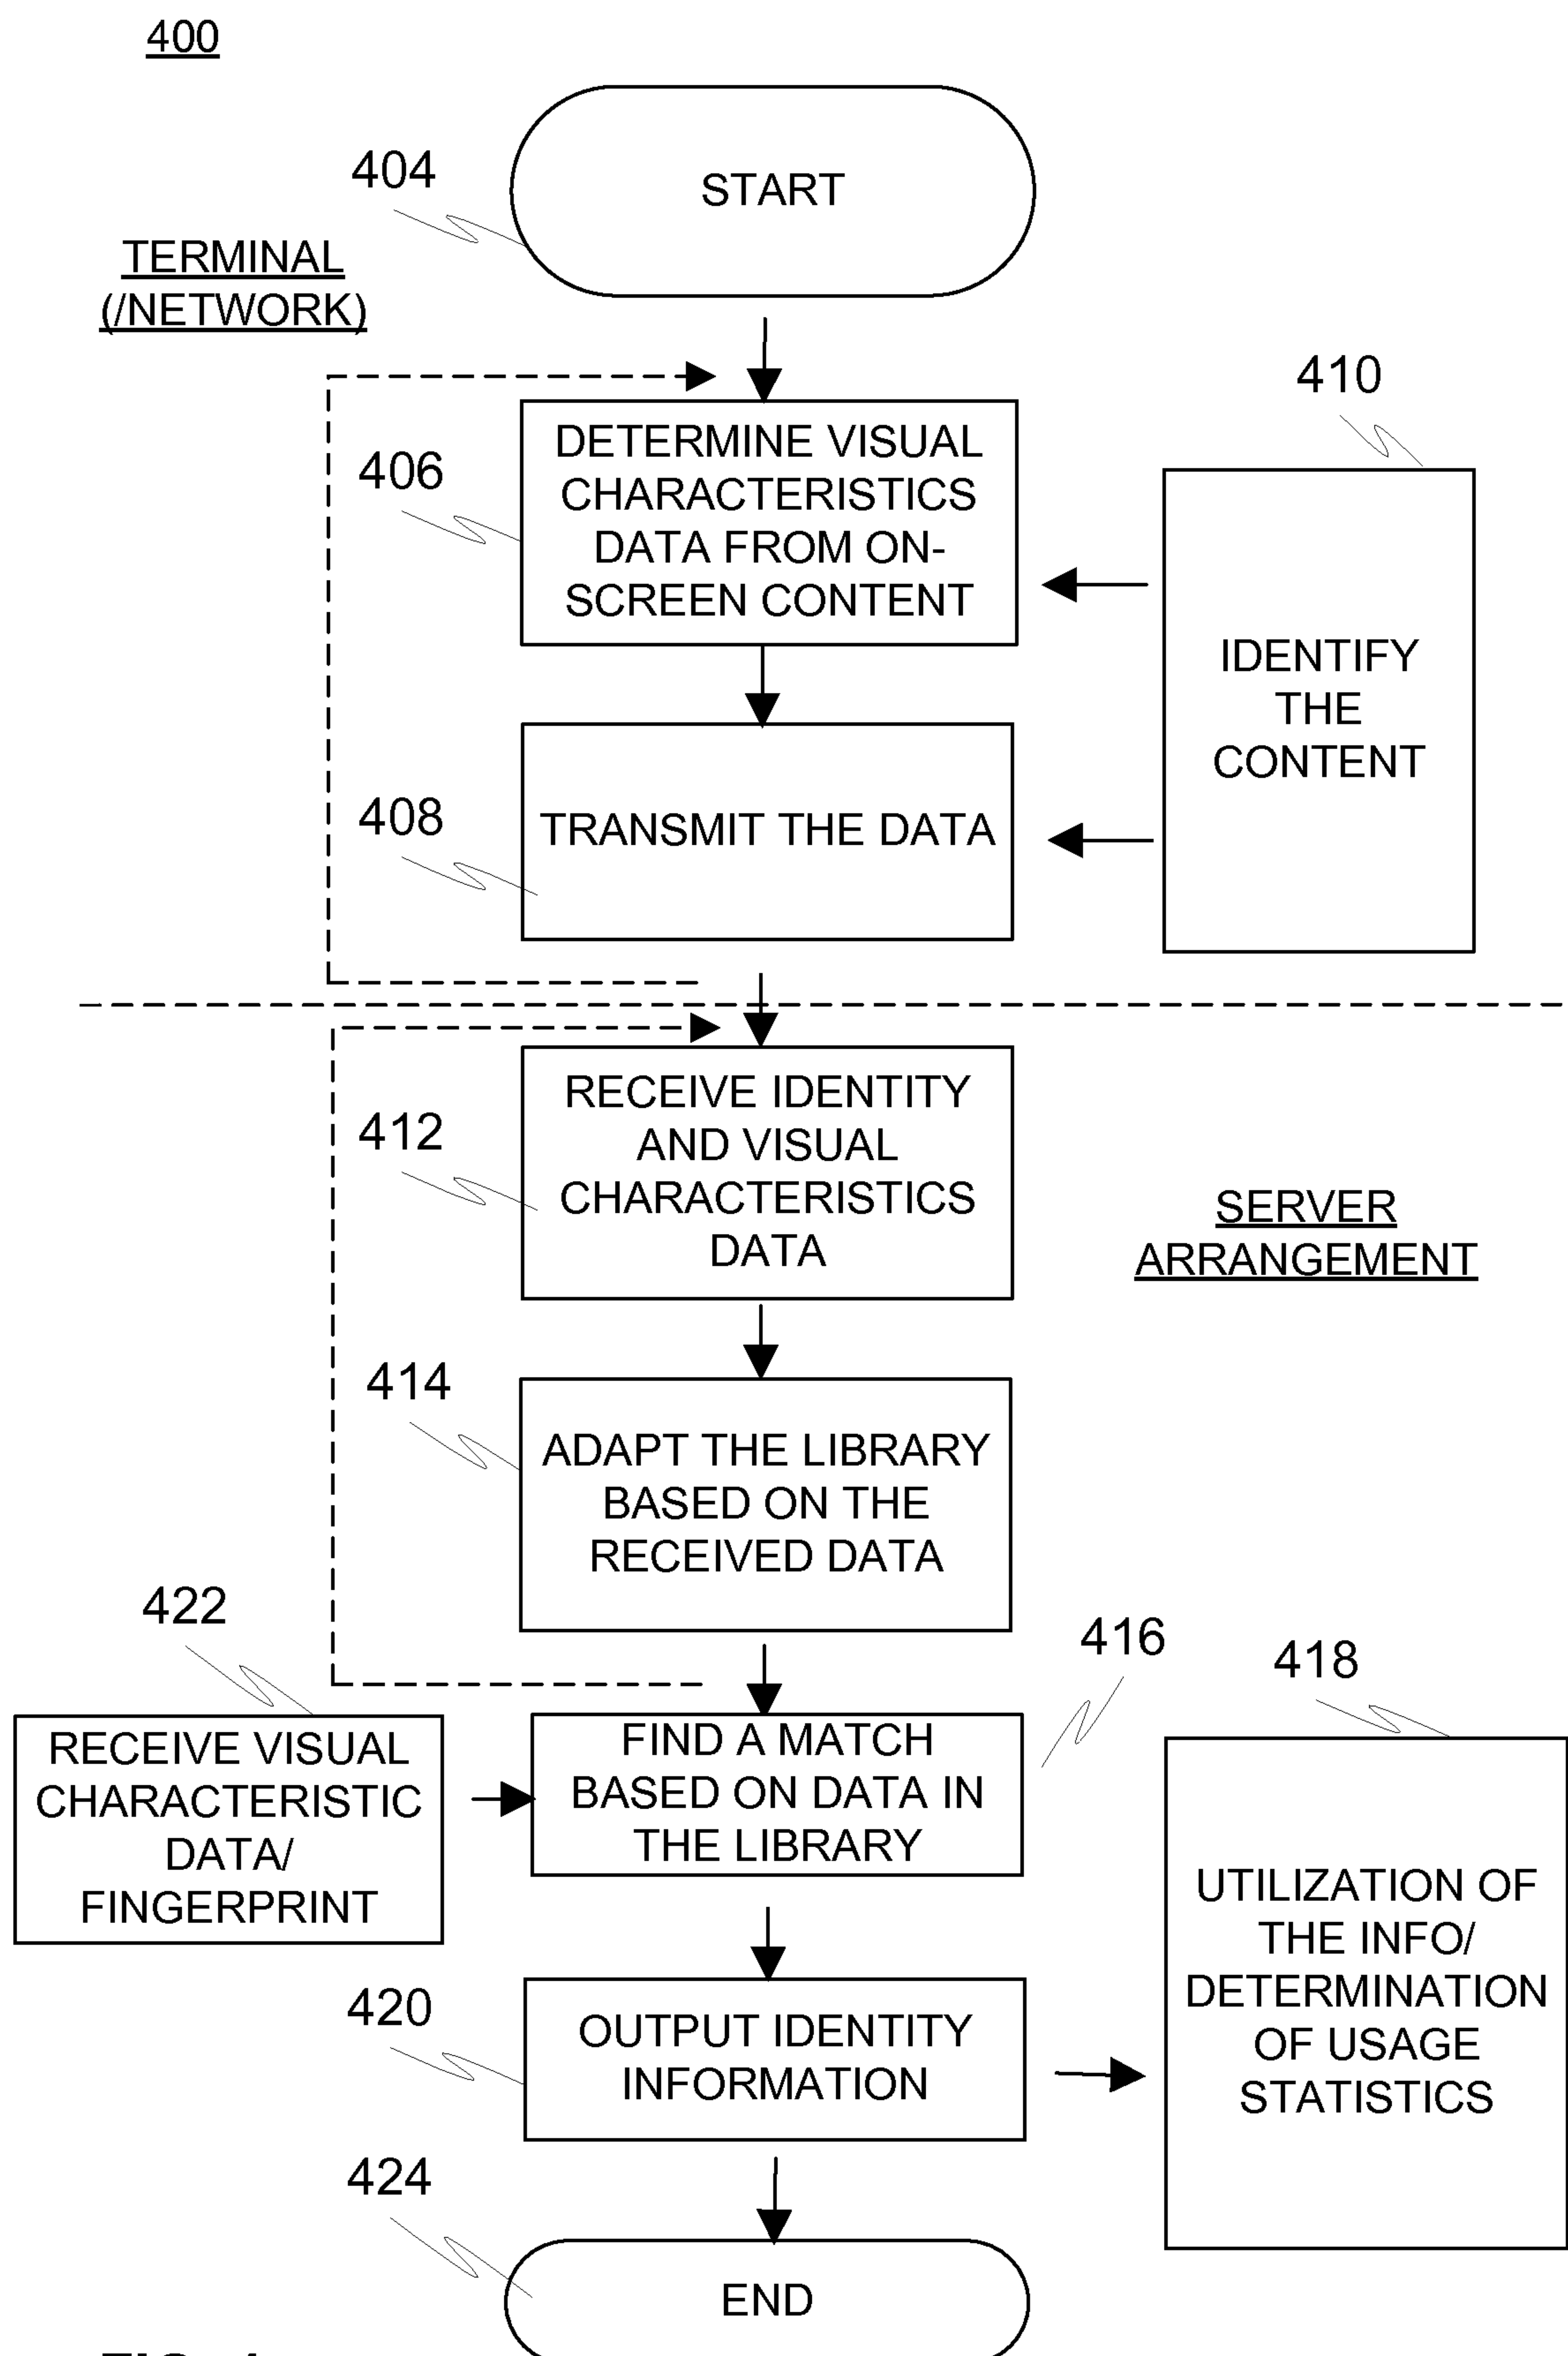 400
404
START
TERMINAL
(/NETWORK)
410
406
DETERMINE VISUAL
CHARACTERISTICS
DATA FROM ON-
SCREEN CONTENT
IDENTIFY
THE
CONTENT
408
TRANSMIT THE DATA
412
RECEIVE IDENTITY
AND VISUAL
CHARACTERISTICS
DATA
SERVER
ARRANGEMENT
414
ADAPT THE LIBRARY
BASED ON THE
RECEIVED DATA
422
416
418
RECEIVE VISUAL
CHARACTERISTIC
DATA/
FINGERPRINT
FIND A MATCH
BASED ON DATA IN
THE LIBRARY
UTILIZATION OF
THE INFO/
DETERMINATION
OF USAGE
STATISTICS
420
OUTPUT IDENTITY
INFORMATION
424
END